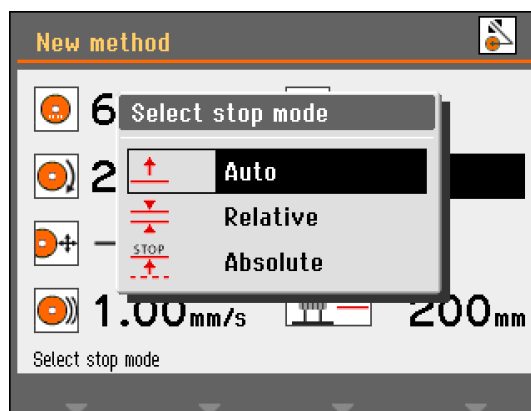 New method
6
Select stop mode
2
Auto
Relative
STOP
Absolute
1.00mm/s
200mm
Select stop mode